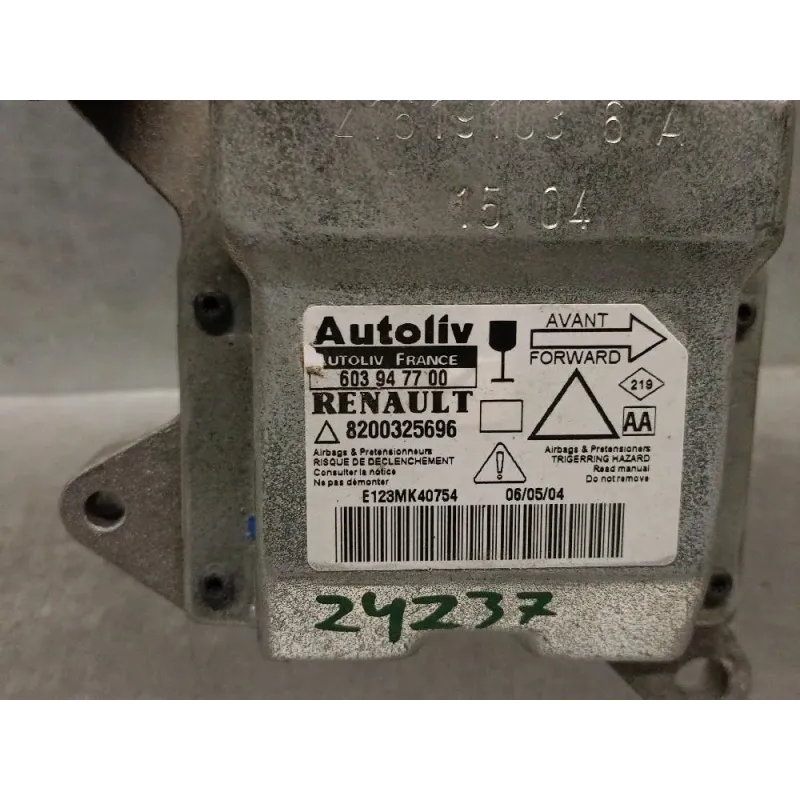 15 04
Autoliv
AUTOLIV FRANCE
603 94 77 00
RENAULT
8200325696
AVANT
FORWARD
219
AA
Airbags & Pretensionneurs
RISQUE DE DECLENCHEMENT
Consulter la notice
Ne pas démonter
Airbags & Pretensioners
TRIGERRING HAZARD
Read manual
Do not remove
E123MK40754 06/05/04
24237